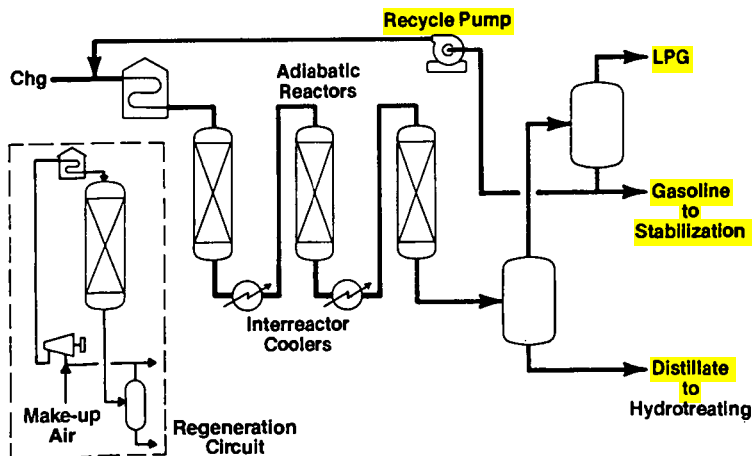 Recycle Pump
LPG
Chg
Adiabatic
Reactors
Gasoline
to
Stabilization
Interreactor
Coolers
Distillate
to
Hydrotreating
Make-up
Air
Regeneration
Circuit